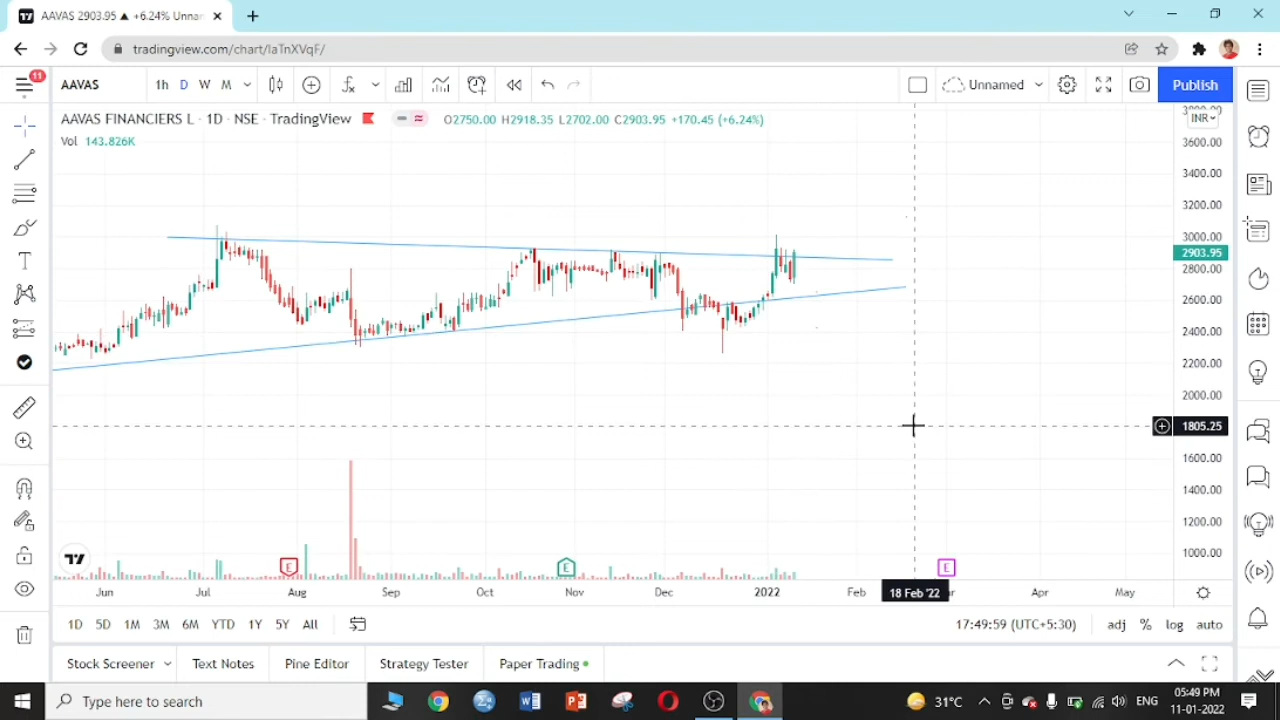 AAVAS 2903.95 ▲ +6.24% Unnar
tradingview.com/chart/IaTnXVqF/
11
AAVAS 1h D W M Unnamed Publish
AAVAS FINANCIERS L · 1D · NSE · TradingView O2750.00 H2918.35 L2702.00 C2903.95 +170.45 (+6.24%)
Vol 143.826K
INR
3600.00
3400.00
3200.00
3000.00
2903.95
2800.00
2600.00
2400.00
2200.00
2000.00
1805.25
1600.00
1400.00
1200.00
1000.00
E E E
Jun Jul Aug Sep Oct Nov Dec 2022 Feb 18 Feb '22 Apr May
1D 5D 1M 3M 6M YTD 1Y 5Y All 17:49:59 (UTC+5:30) adj % log auto
Stock Screener Text Notes Pine Editor Strategy Tester Paper Trading
Type here to search 31°C ENG 05:49 PM
11-01-2022